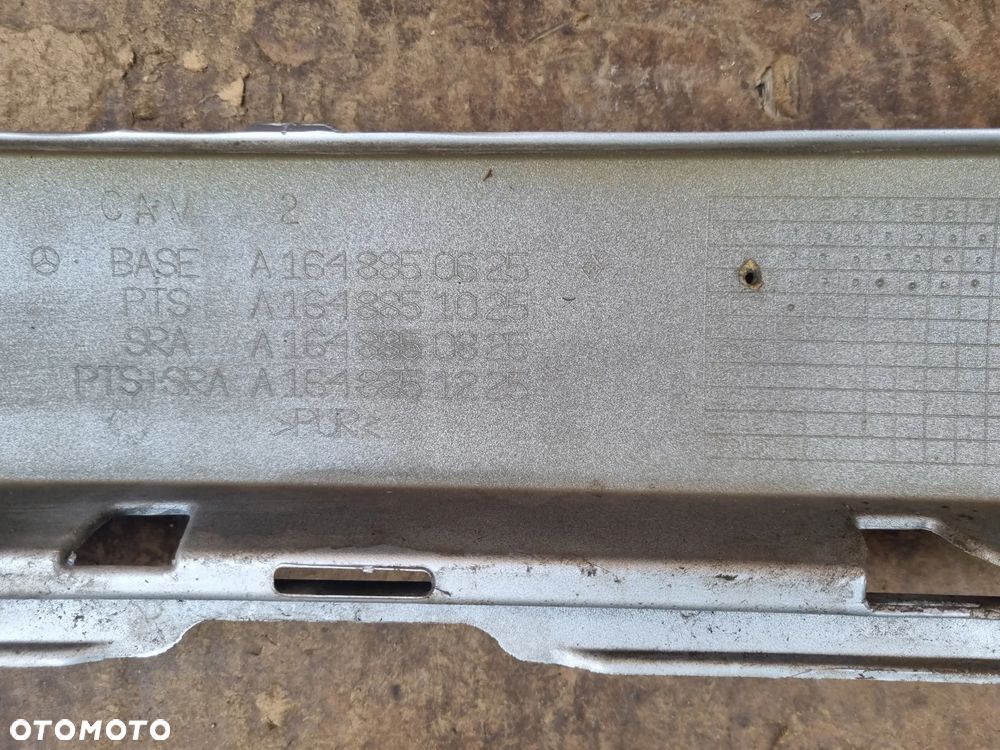 CAV 2
BASE A 164 885 06 25
PTS A 164 885 10 25
SRA A 164 885 08 25
PTS+SRA A 164 885 12 25
>PUR<
OTOMOTO